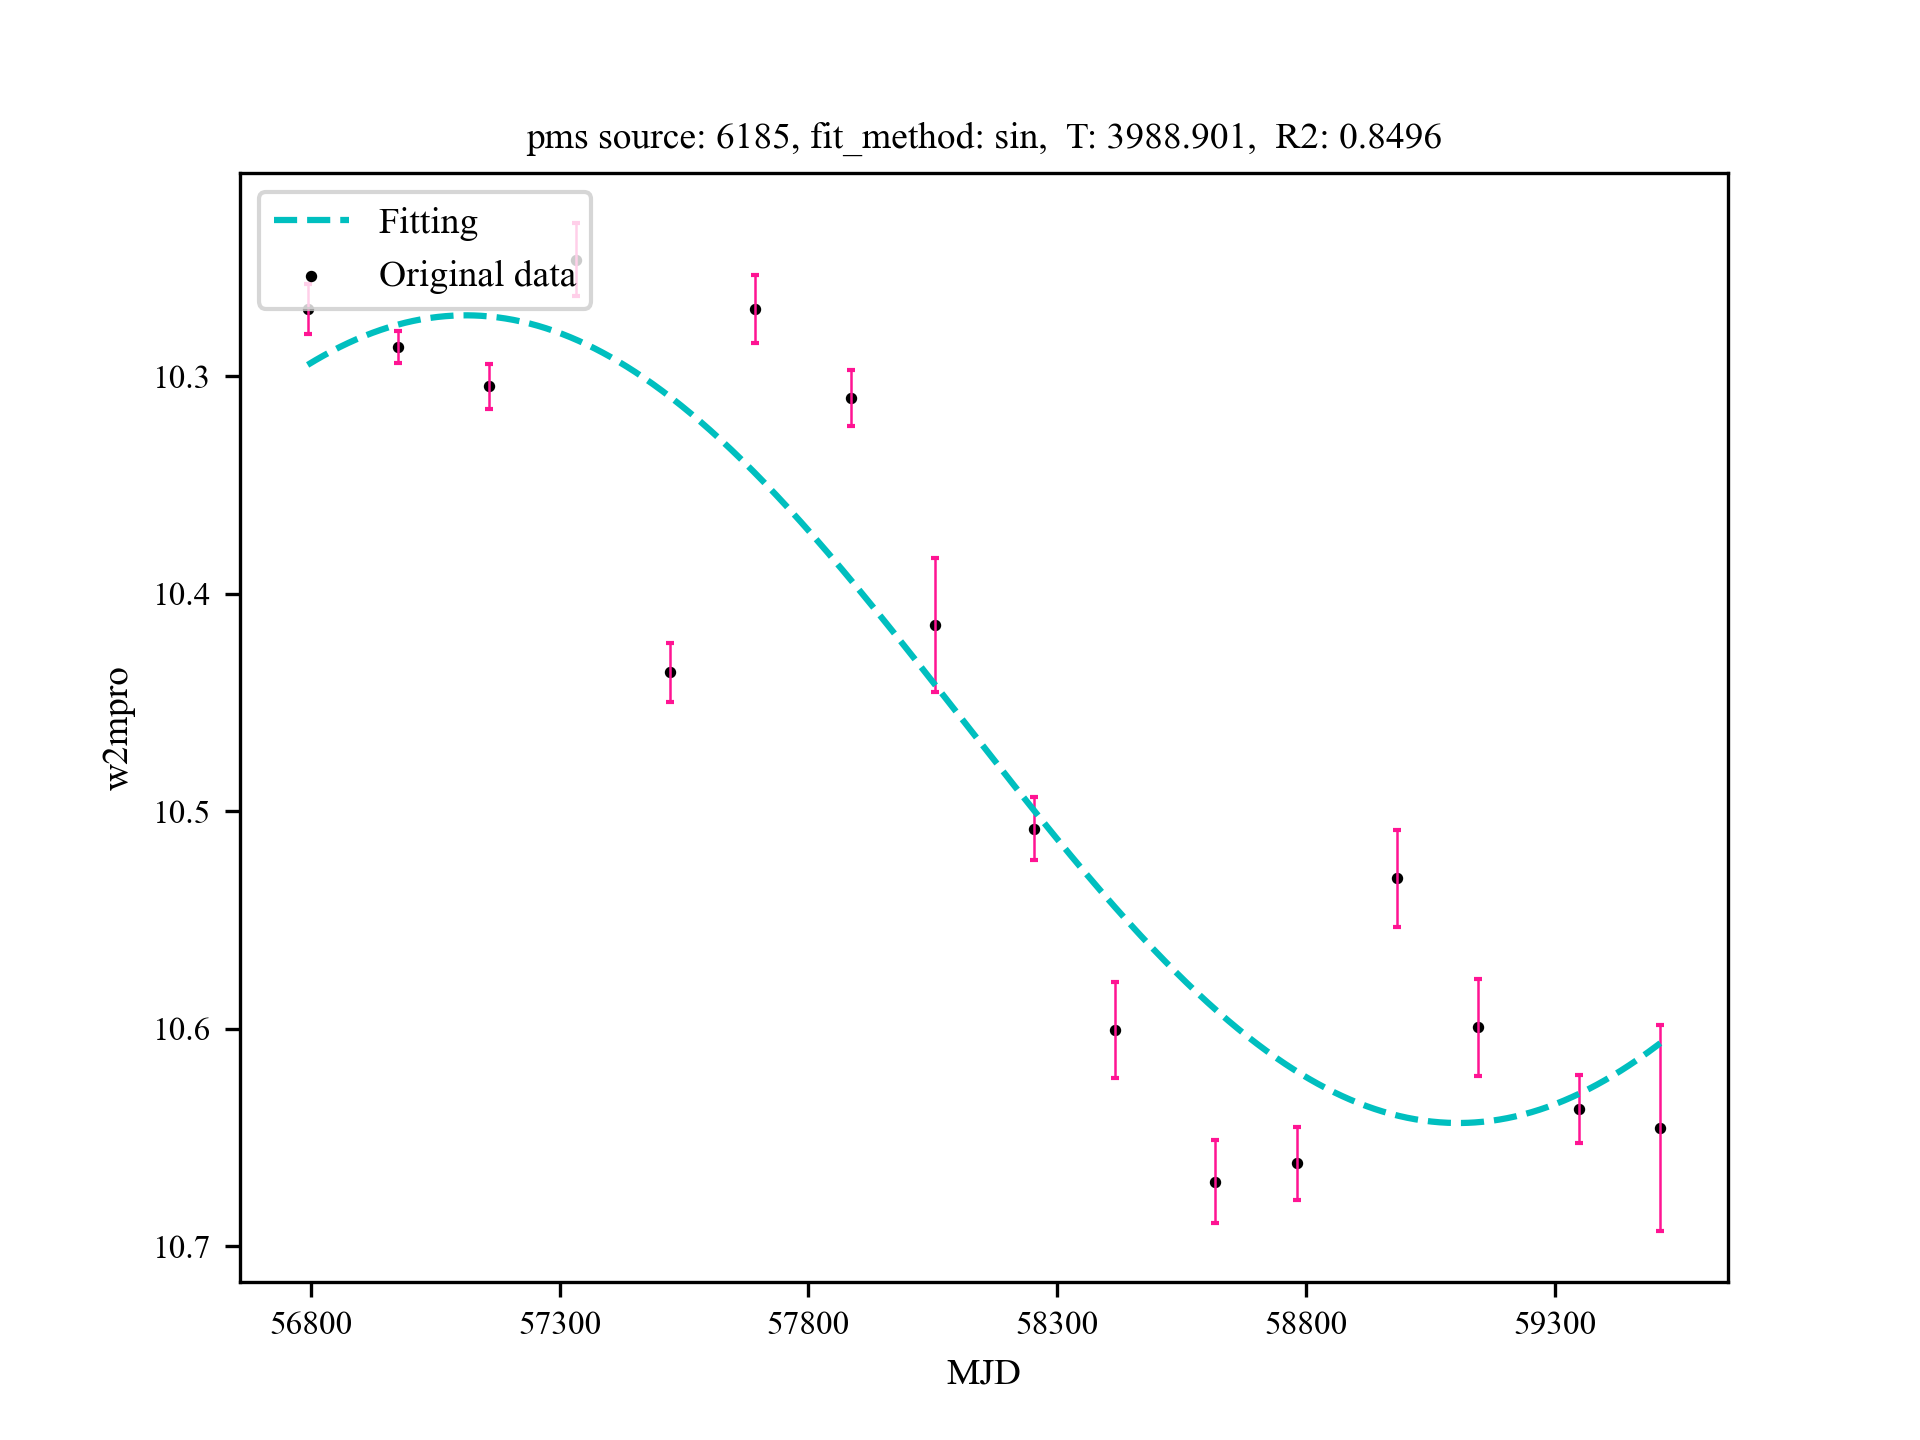 pms source: 6185, fit_method: sin,  T: 3988.901,  R2: 0.8496
Fitting
Original data
10.3
10.4
10.5
10.6
10.7
w2mpro
56800
57300
57800
58300
58800
59300
MJD